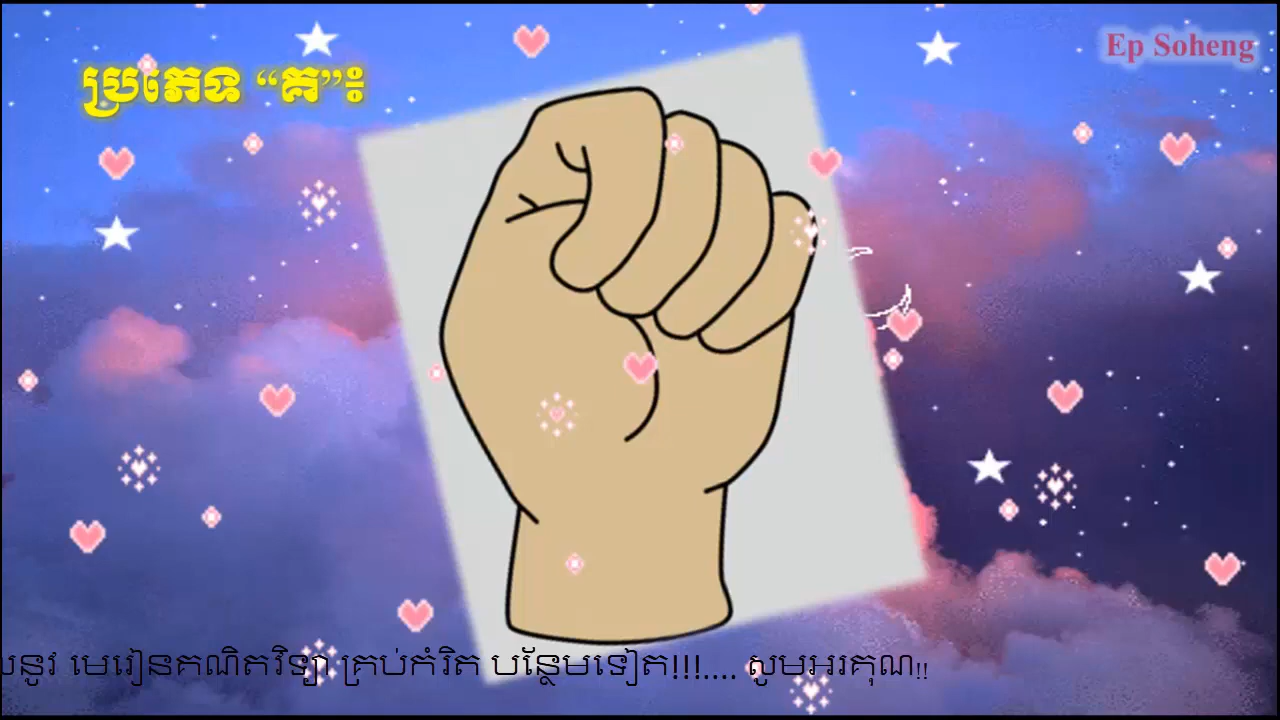 Ep Soheng
ប្រភេទ “គ”៖
នូវ មេរៀនគណិតវិទ្យា គ្រប់កំរិត បន្ថែមទៀត!!!.... សូមអរគុណ!!